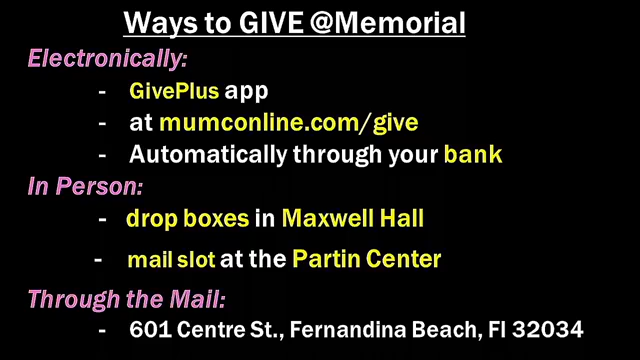 Ways to GIVE @Memorial
Electronically:
- GivePlus app
- at mumconline.com/give
- Automatically through your bank
In Person:
- drop boxes in Maxwell Hall
- mail slot at the Partin Center
Through the Mail:
- 601 Centre St., Fernandina Beach, Fl 32034